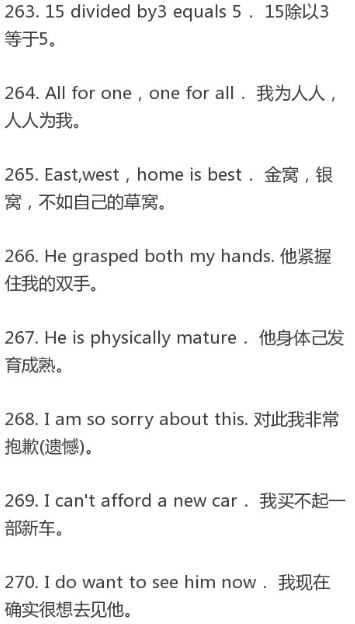 263. 15 divided by3 equals 5． 15除以3
等于5。
264. All for one，one for all． 我为人人，
人人为我。
265. East,west，home is best． 金窝，银
窝，不如自己的草窝。
266. He grasped both my hands. 他紧握
住我的双手。
267. He is physically mature． 他身体己发
育成熟。
268. I am so sorry about this. 对此我非常
抱歉(遗憾)。
269. I can't afford a new car． 我买不起一
部新车。
270. I do want to see him now． 我现在
确实很想去见他。